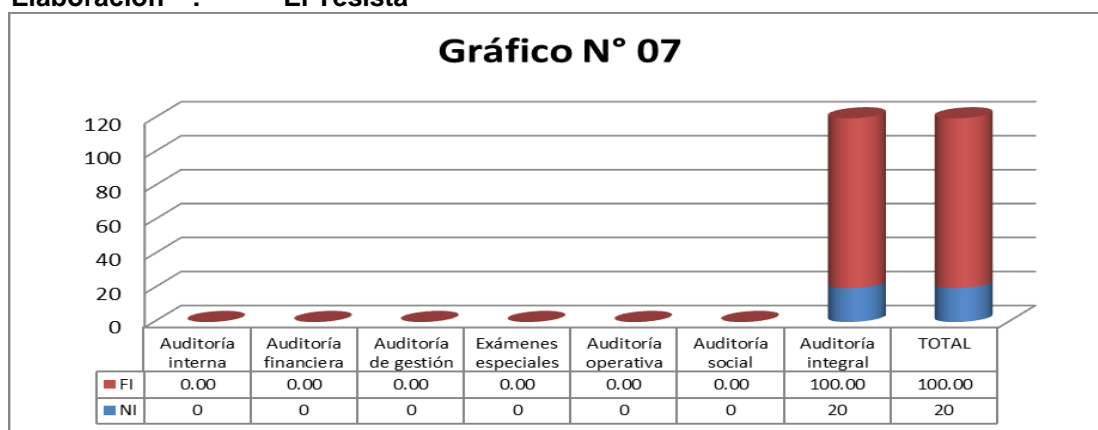 Elaboración : El Tesista
Gráfico N° 07
120
100
80
60
40
20
0
Auditoría interna Auditoría financiera Auditoría de gestión Exámenes especiales Auditoría operativa Auditoría social Auditoría integral TOTAL
FI 0.00 0.00 0.00 0.00 0.00 0.00 100.00 100.00
NI 0 0 0 0 0 0 20 20